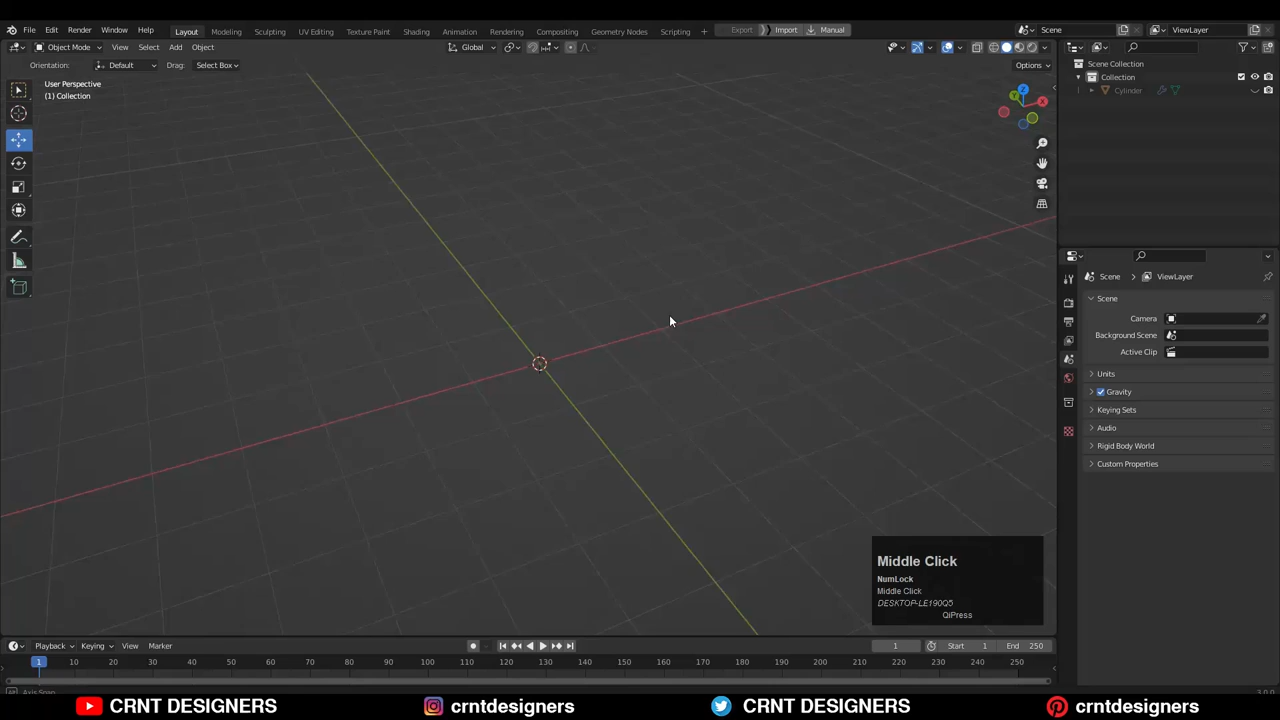 File Edit Render Window Help Layout Modeling Sculpting UV Editing Texture Paint Shading Animation Rendering Compositing Geometry Nodes Scripting + Export Import Manual Scene ViewLayer
Object Mode View Select Add Object Global
Orientation: Default Drag: Select Box Options
User Perspective
(1) Collection
Scene Collection
Collection
Cylinder
Scene ViewLayer
Scene
Camera
Background Scene
Active Clip
Units
Gravity
Keying Sets
Audio
Rigid Body World
Custom Properties
X
Y
Z
Middle Click
NumLock
Middle Click
DESKTOP-LE190Q5
QiPress
Playback Keying View Marker 1 Start 1 End 250
1 10 20 30 40 50 60 70 80 90 100 110 120 130 140 150 160 170 180 190 200 210 220 230 240 250
Axis Snap 3.0.0
CRNT DESIGNERS crntdesigners CRNT DESIGNERS crntdesigners